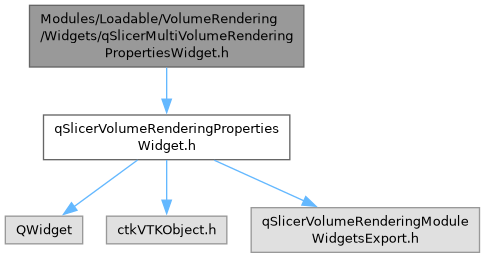 Modules/Loadable/VolumeRendering
/Widgets/qSlicerMultiVolumeRendering
PropertiesWidget.h
qSlicerVolumeRenderingProperties
Widget.h
QWidget
ctkVTKObject.h
qSlicerVolumeRenderingModule
WidgetsExport.h